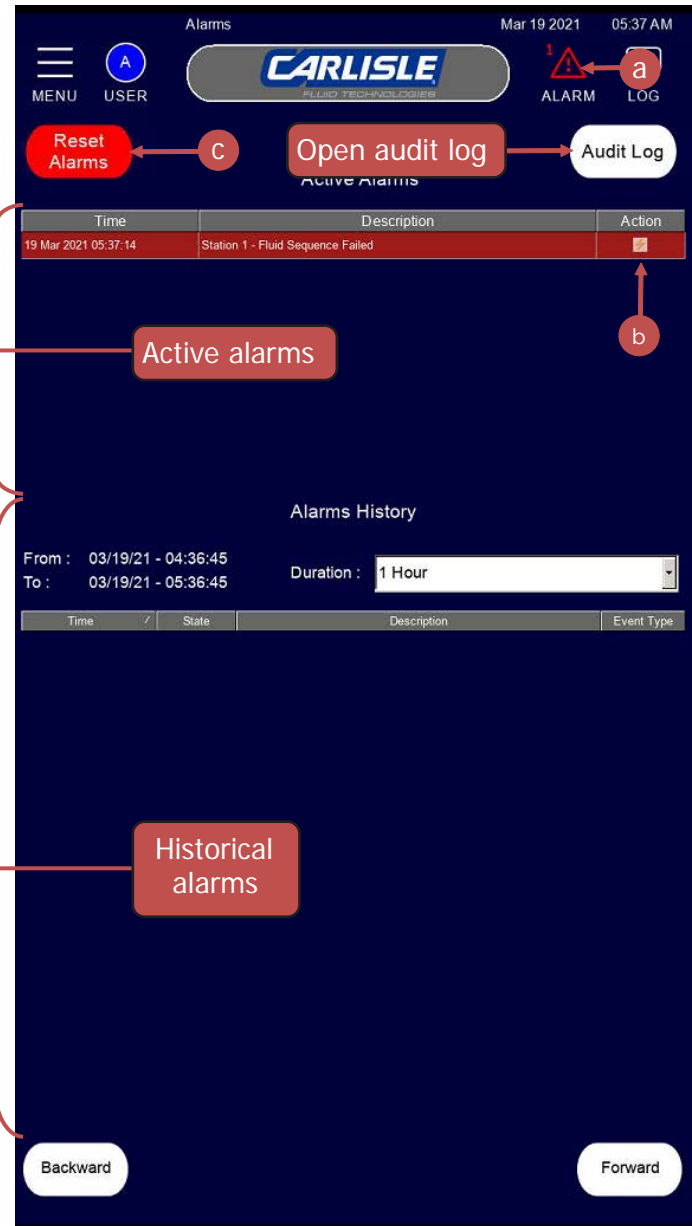 Alarms
Mar 19 2021
05:37 AM
MENU
A
USER
CARLISLE
FLUID TECHNOLOGIES
1
ALARM
a
LOG
Reset
Alarms
c
Open audit log
Audit Log
Active Alarms
Time
Description
Action
19 Mar 2021 05:37:14
Station 1 - Fluid Sequence Failed
b
Active alarms
Alarms History
From : 03/19/21 - 04:36:45
To : 03/19/21 - 05:36:45
Duration : 1 Hour
Time /
State
Description
Event Type
Historical
alarms
Backward
Forward